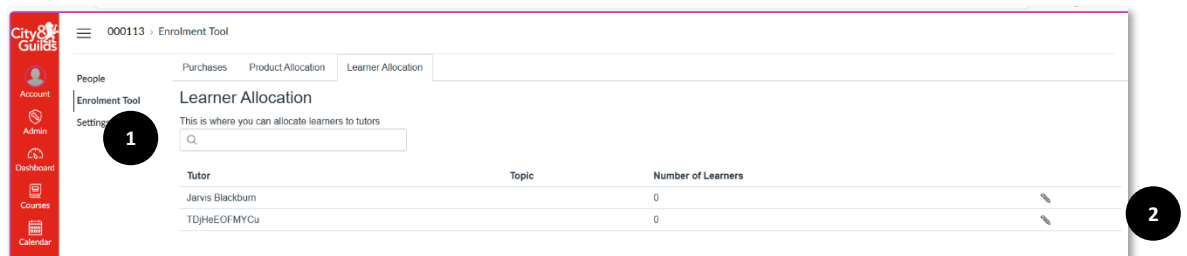 City&
Guilds
000113 > Enrolment Tool
Account
Admin
Dashboard
Courses
Calendar
People
Enrolment Tool
Settings
1
Purchases Product Allocation Learner Allocation
Learner Allocation
This is where you can allocate learners to tutors
Tutor Topic Number of Learners
Jarvis Blackburn 0
TDjHeEOFMYCu 0
2